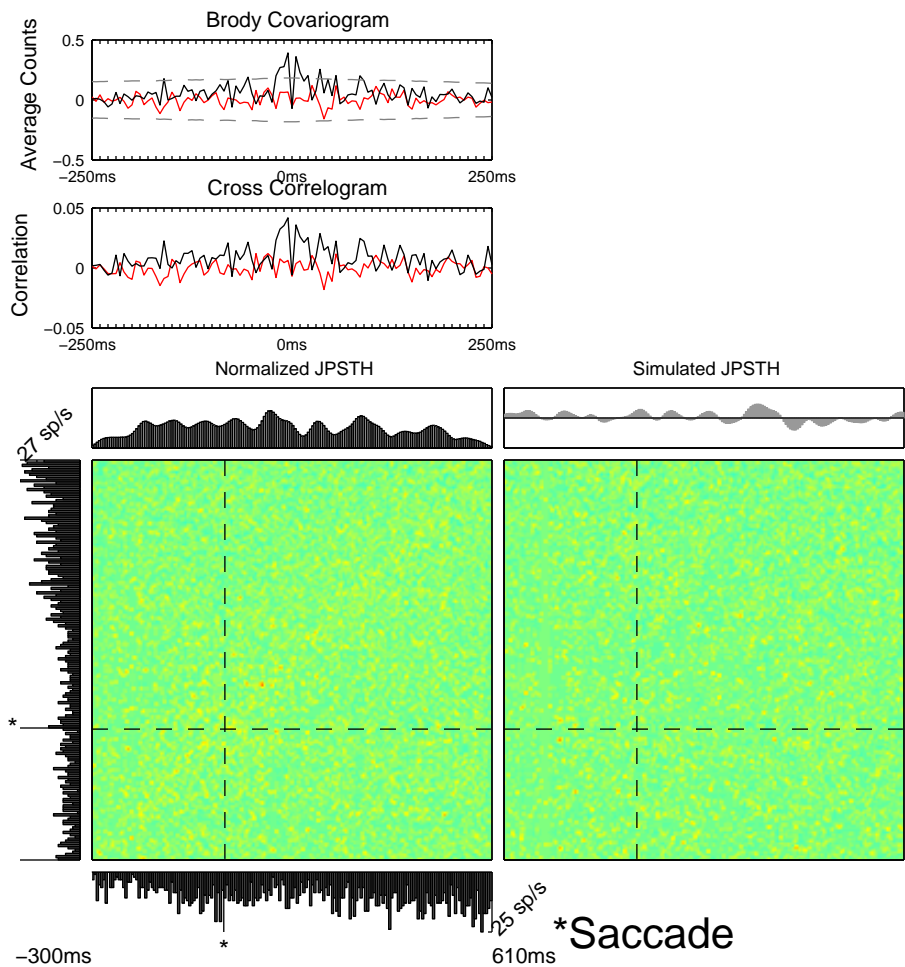 Brody Covariogram
Average Counts
0.5
0
−0.5
−250ms
0ms
250ms
Cross Correlogram
Correlation
0.05
0
−0.05
−250ms
0ms
250ms
Normalized JPSTH
Simulated JPSTH
27 sp/s
*
25 sp/s
*
*Saccade
−300ms
610ms